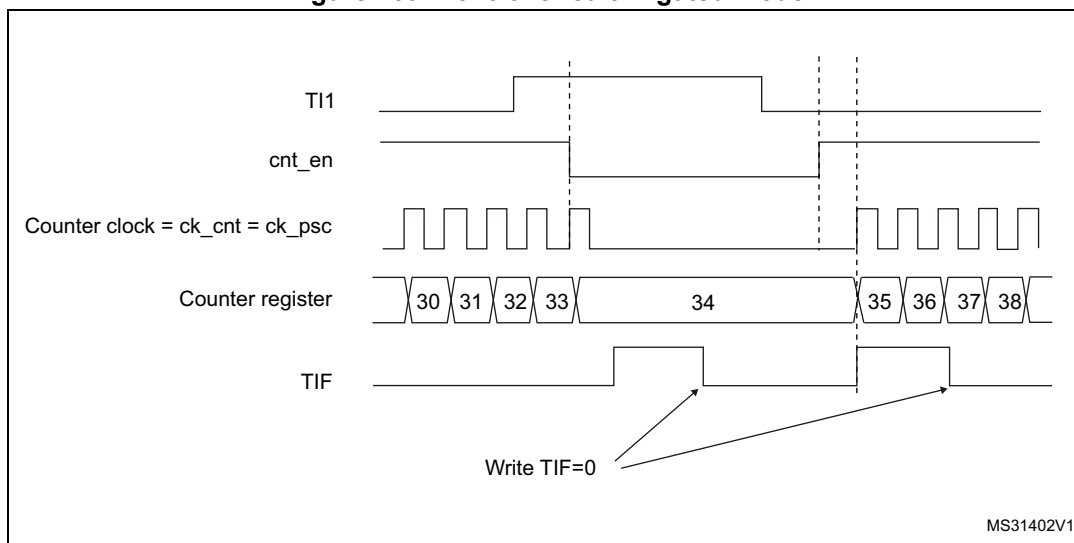 TI1
cnt_en
Counter clock = ck_cnt = ck_psc
Counter register
30 31 32 33 34 35 36 37 38
TIF
Write TIF=0
MS31402V1